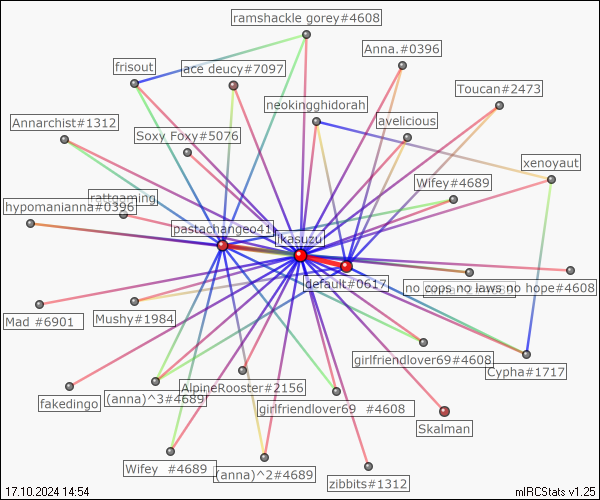 ramshackle gorey#4608
Anna.#0396
frisout
ace deucy#7097
Toucan#2473
neokingghidorah
avelicious
Annarchist#1312
Soxy Foxy#5076
xenoyaut
Wifey#4689
rattgaming
hypomanianna#0396
pastachangeo41
lkasuzu
default#0617
no cops no laws no hope#4608
Mad #6901
Mushy#1984
girlfriendlover69#4608
Cypha#1717
AlpineRooster#2156
fakedingo
(anna)^3#4689
girlfriendlover69 #4608
Skalman
Wifey #4689
(anna)^2#4689
zibbits#1312
17.10.2024 14:54
mIRCStats v1.25